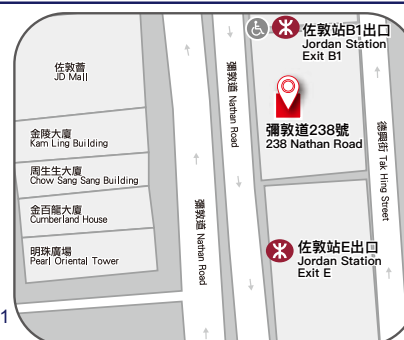 佐敦薈
JD Mall
金陵大廈
Kam Ling Building
周生生大廈
Chow Sang Sang Building
金百龍大廈
Cumberland House
明珠廣場
Pearl Oriental Tower
彌敦道 Nathan Road
彌敦道 Nathan Road
佐敦站B1出口
Jordan Station
Exit B1
彌敦道238號
238 Nathan Road
德興街 Tak Hing Street
佐敦站E出口
Jordan Station
Exit E
1